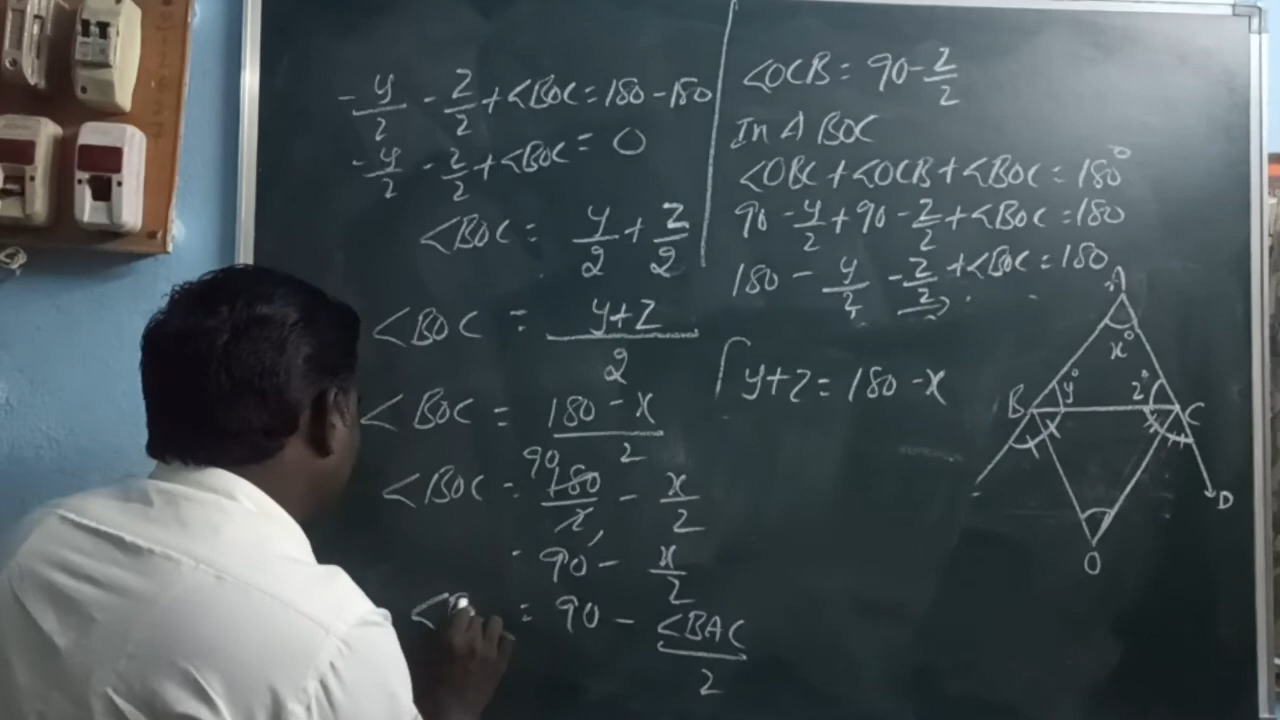 -y/2 - z/2 + <BOC = 180 - 180
-y/2 - z/2 + <BOC = 0
<BOC = y/2 + z/2
<BOC = y+z/2
<BOC = 180 - x/2
90
<BOC = 180/2 - x/2
90 - x/2
<B = 90 - <BAC/2
<OCB = 90 - z/2
In Δ BOC
<OBC + <OCB + <BOC = 180°
90 - y/2 + 90 - z/2 + <BOC = 180
180 - y/2 - z/2 + <BOC = 180
y+z = 180 - x
A
x°
B y° z° C
D
O